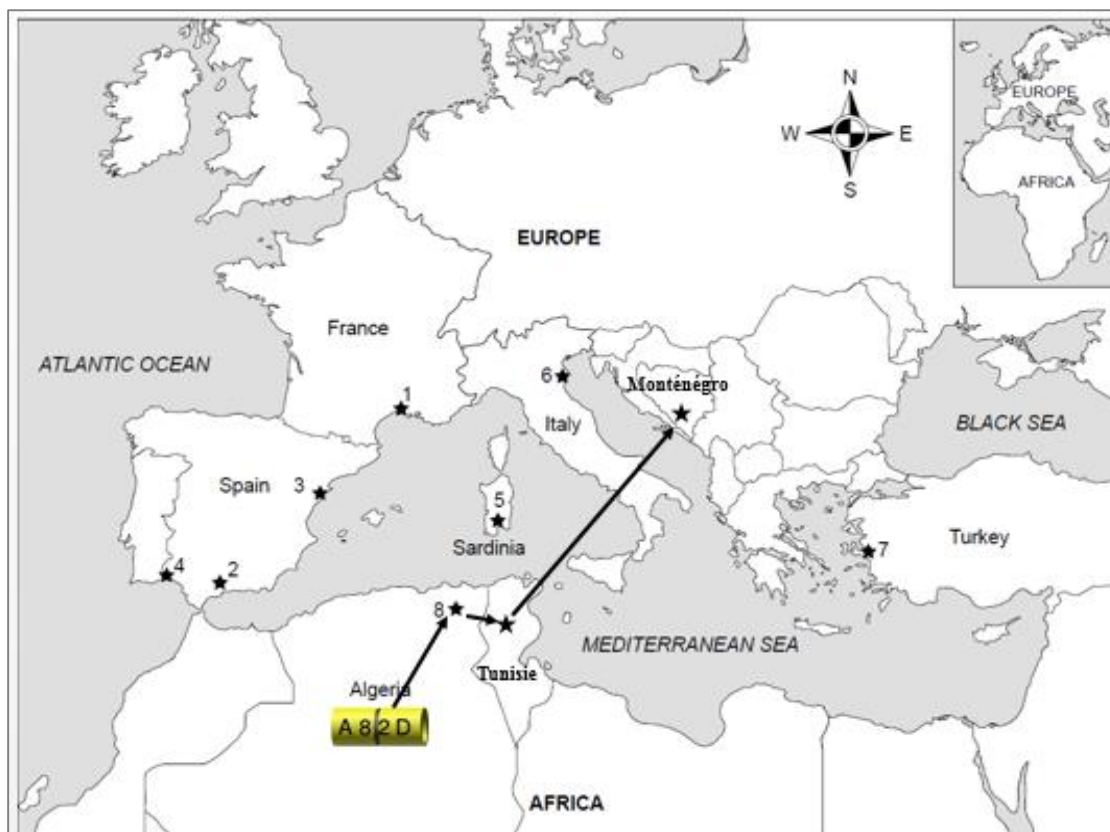 N
W E
S
EUROPE
AFRICA
EUROPE
France
ATLANTIC OCEAN
1
6
Monténégro
Italy
BLACK SEA
Spain
3
5
Sardinia
7
Turkey
4
2
8
MEDITERRANEAN SEA
Tunisie
Algeria
A 8 2 D
AFRICA